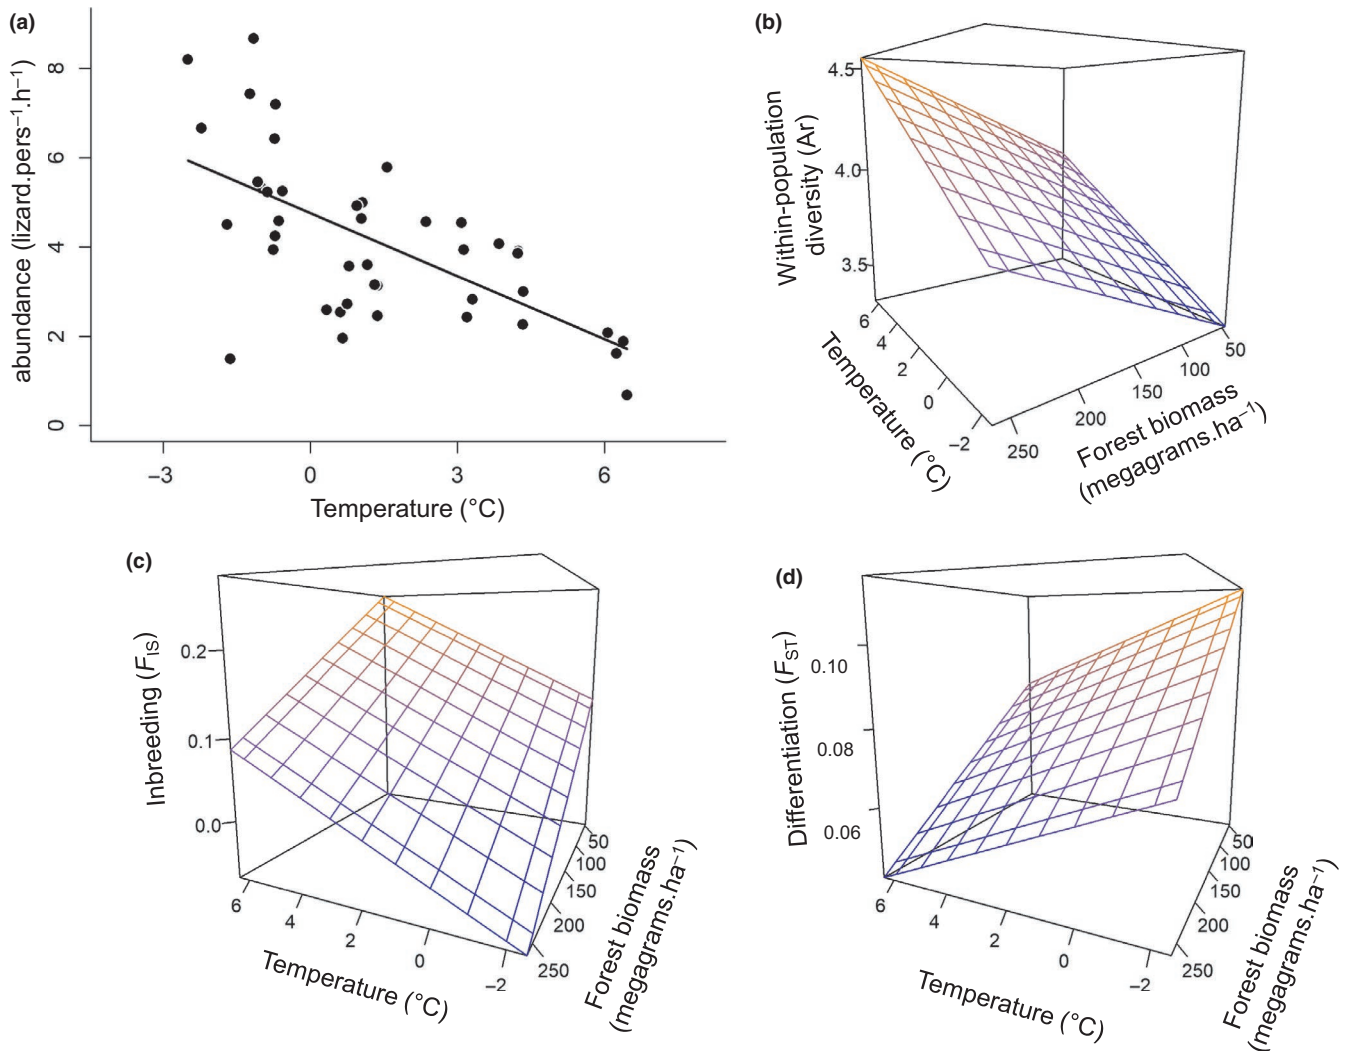 (a)
abundance (lizard.pers⁻¹.h⁻¹)
8
6
4
2
0
−3
0
3
6
Temperature (°C)
(b)
Within-population
diversity (Ar)
4.5
4.0
3.5
6
4
2
0
−2
Temperature (°C)
50
100
150
200
250
Forest biomass
(megagrams.ha⁻¹)
(c)
Inbreeding (F_IS)
0.2
0.1
0.0
6
4
2
0
−2
Temperature (°C)
50
100
150
200
250
Forest biomass
(megagrams.ha⁻¹)
(d)
Differentiation (F_ST)
0.10
0.08
0.06
6
4
2
0
−2
Temperature (°C)
50
100
150
200
250
Forest biomass
(megagrams.ha⁻¹)